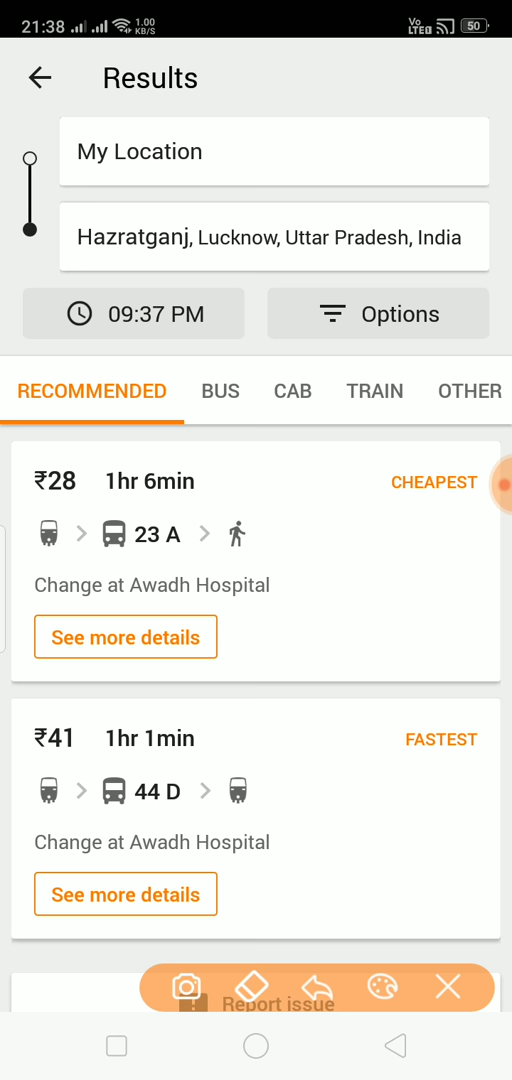 21:38 1.00 KB/S VoLTE 50
Results
My Location
Hazratganj, Lucknow, Uttar Pradesh, India
09:37 PM Options
RECOMMENDED BUS CAB TRAIN OTHER
₹28 1hr 6min CHEAPEST
23 A
Change at Awadh Hospital
See more details
₹41 1hr 1min FASTEST
44 D
Change at Awadh Hospital
See more details
Report issue